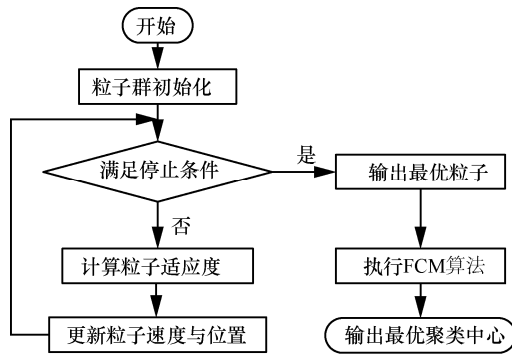 开始
粒子群初始化
满足停止条件
是
输出最优粒子
否
计算粒子适应度
执行FCM算法
更新粒子速度与位置
输出最优聚类中心